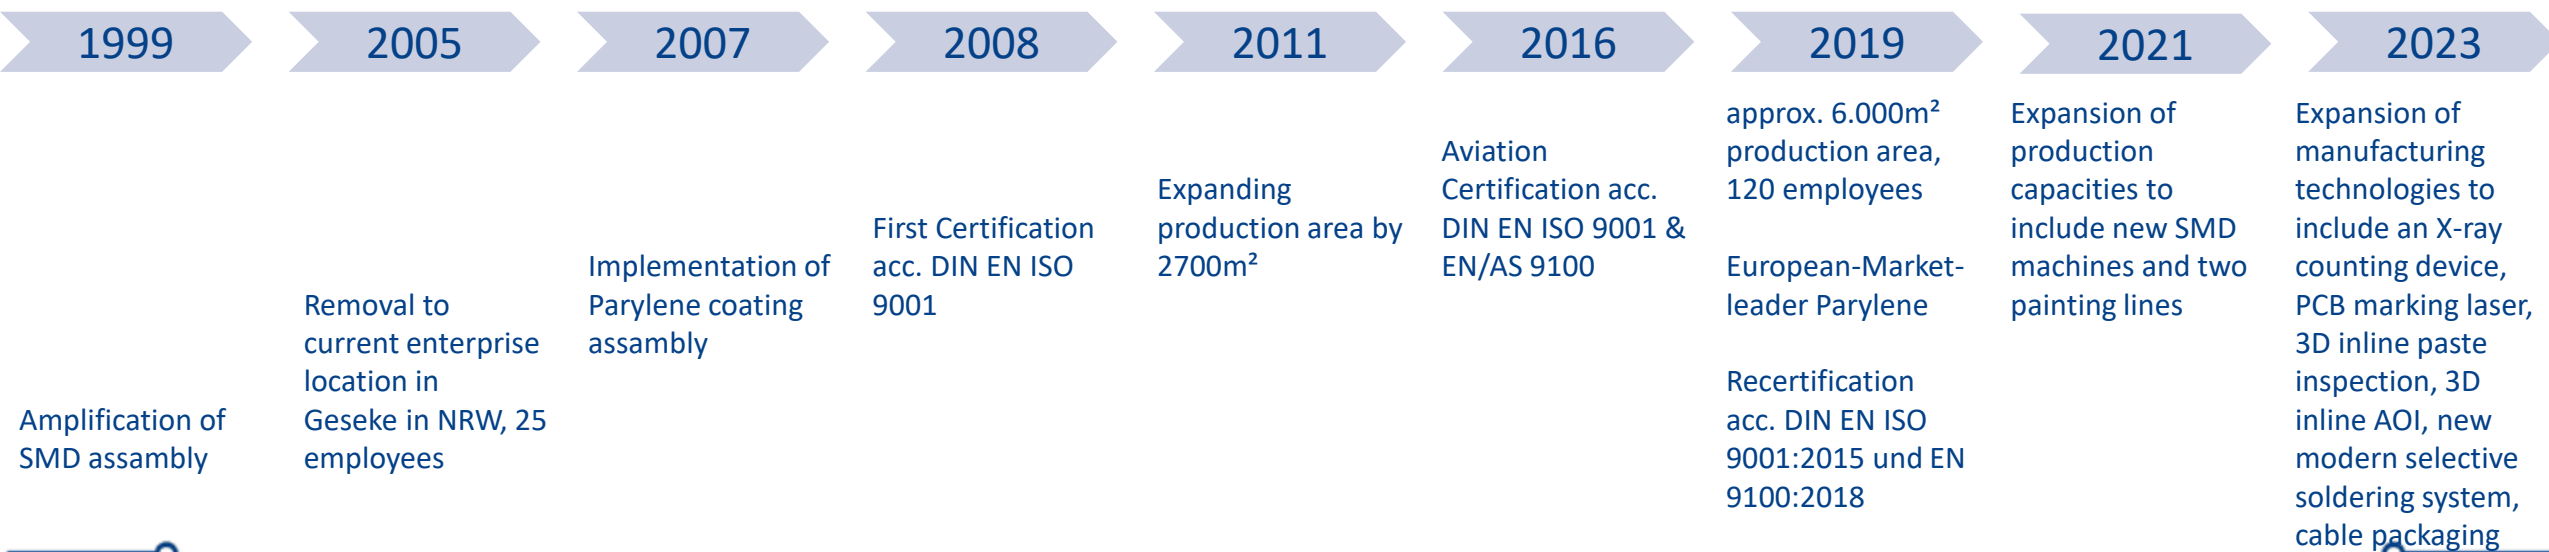 1999
Amplification of
SMD assambly
2005
Removal to
current enterprise
location in
Geseke in NRW, 25
employees
2007
Implementation of
Parylene coating
assambly
2008
First Certification
acc. DIN EN ISO
9001
2011
Expanding
production area by
2700m²
2016
Aviation
Certification acc.
DIN EN ISO 9001 &
EN/AS 9100
2019
approx. 6.000m²
production area,
120 employees
European-Market-
leader Parylene
Recertification
acc. DIN EN ISO
9001:2015 und EN
9100:2018
2021
Expansion of
production
capacities to
include new SMD
machines and two
painting lines
2023
Expansion of
manufacturing
technologies to
include an X-ray
counting device,
PCB marking laser,
3D inline paste
inspection, 3D
inline AOI, new
modern selective
soldering system,
cable packaging